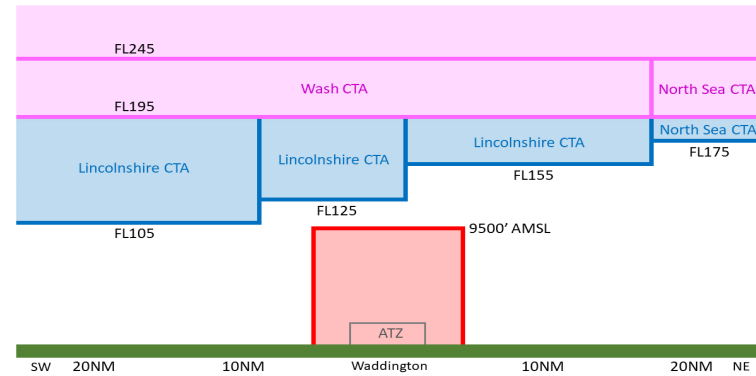 FL245
Wash CTA
North Sea CTA
FL195
North Sea CTA
Lincolnshire CTA
Lincolnshire CTA
Lincolnshire CTA
FL175
FL155
FL125
FL105
9500’ AMSL
ATZ
SW 20NM 10NM Waddington 10NM 20NM NE